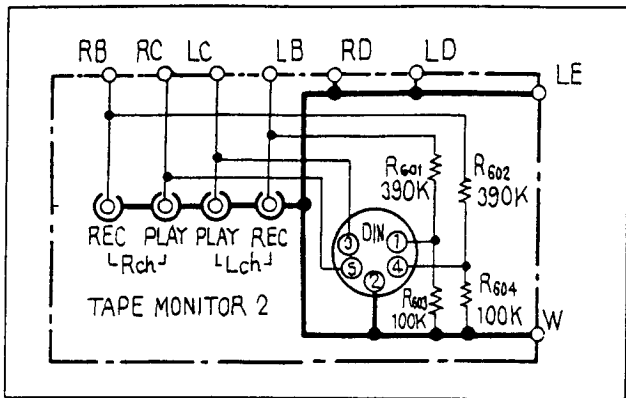 RB RC LC LB RD LD
LE
R601
390K
R602
390K
DIN
3 1
5 4
2
REC PLAY PLAY REC
Rch Lch
R603
100K
R604
100K
TAPE MONITOR 2
W